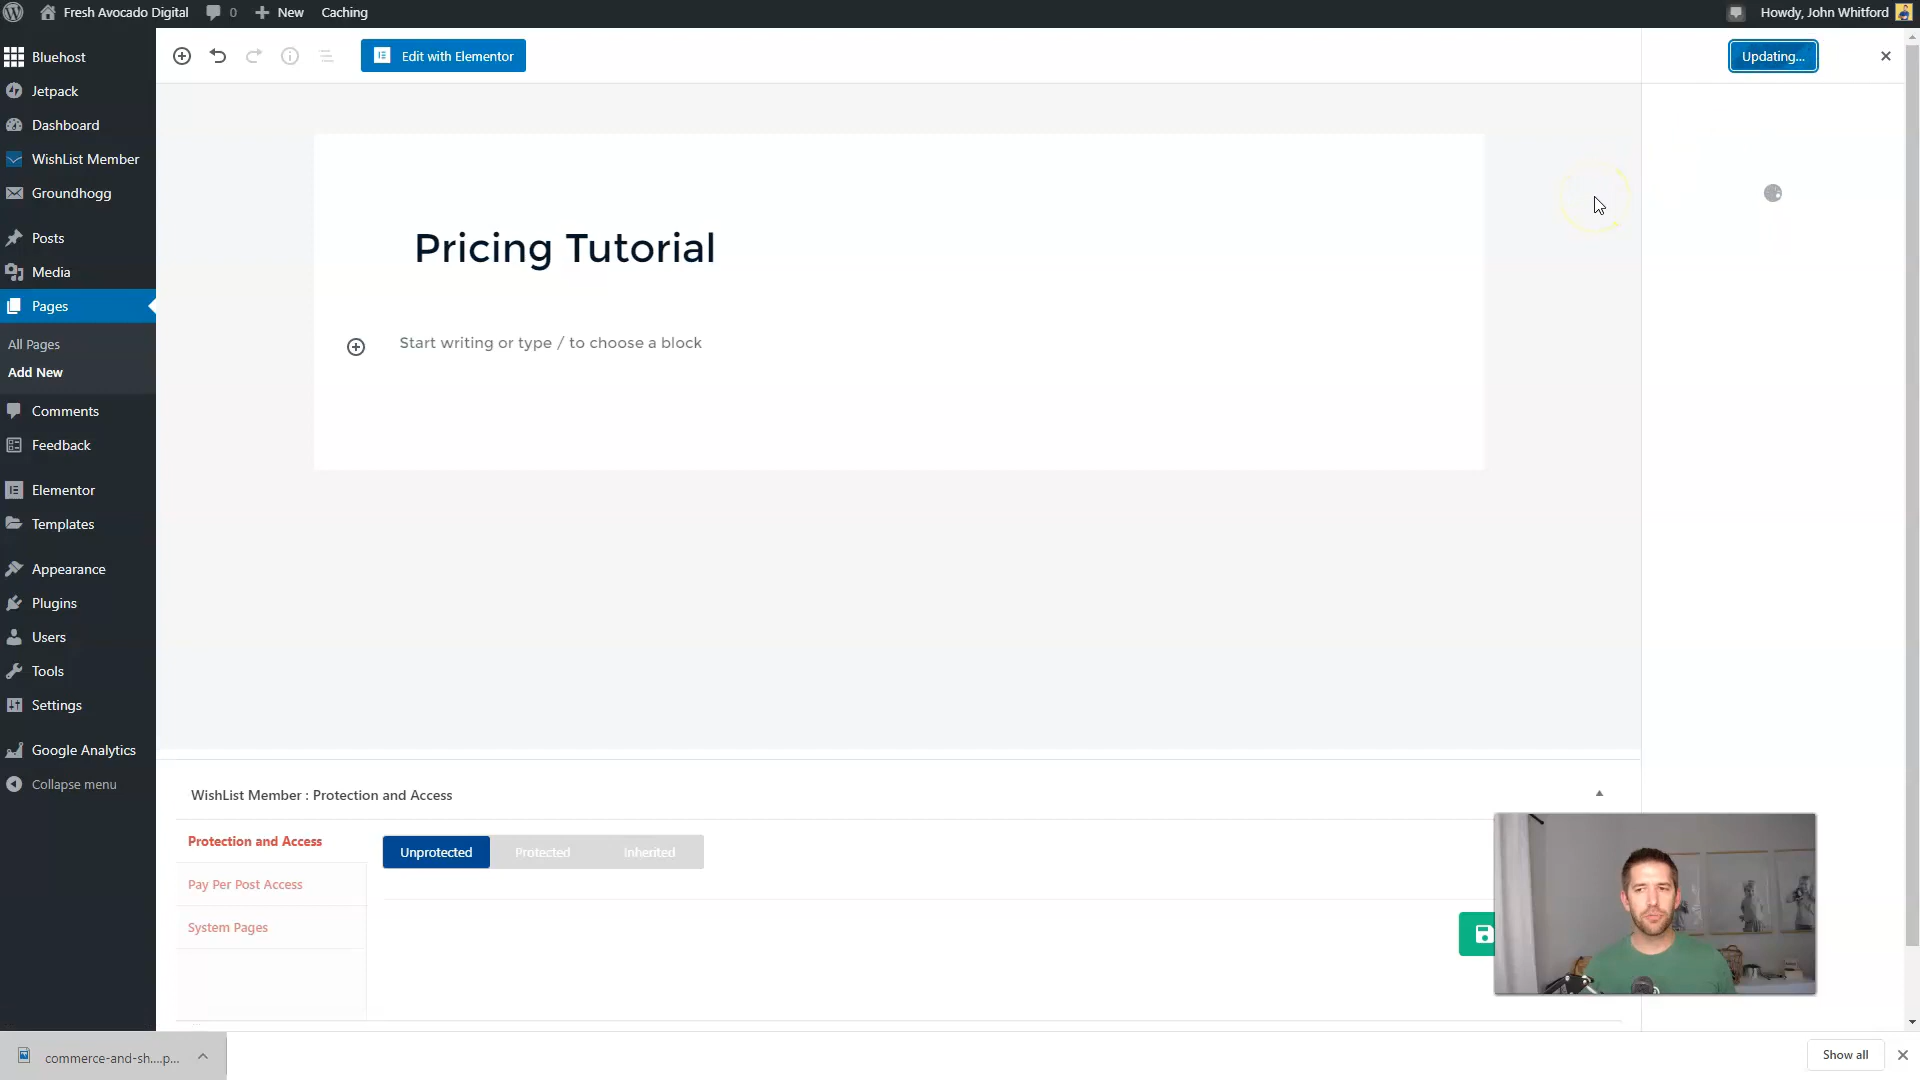 Fresh Avocado Digital
0
New
Caching
Howdy, John Whitford
Bluehost
Jetpack
Dashboard
WishList Member
Groundhogg
Posts
Media
Pages
All Pages
Add New
Comments
Feedback
Elementor
Templates
Appearance
Plugins
Users
Tools
Settings
Google Analytics
Collapse menu
Edit with Elementor
Updating...
Pricing Tutorial
Start writing or type / to choose a block
WishList Member : Protection and Access
Protection and Access
Pay Per Post Access
System Pages
Unprotected
Protected
Inherited
commerce-and-sh....p...
Show all